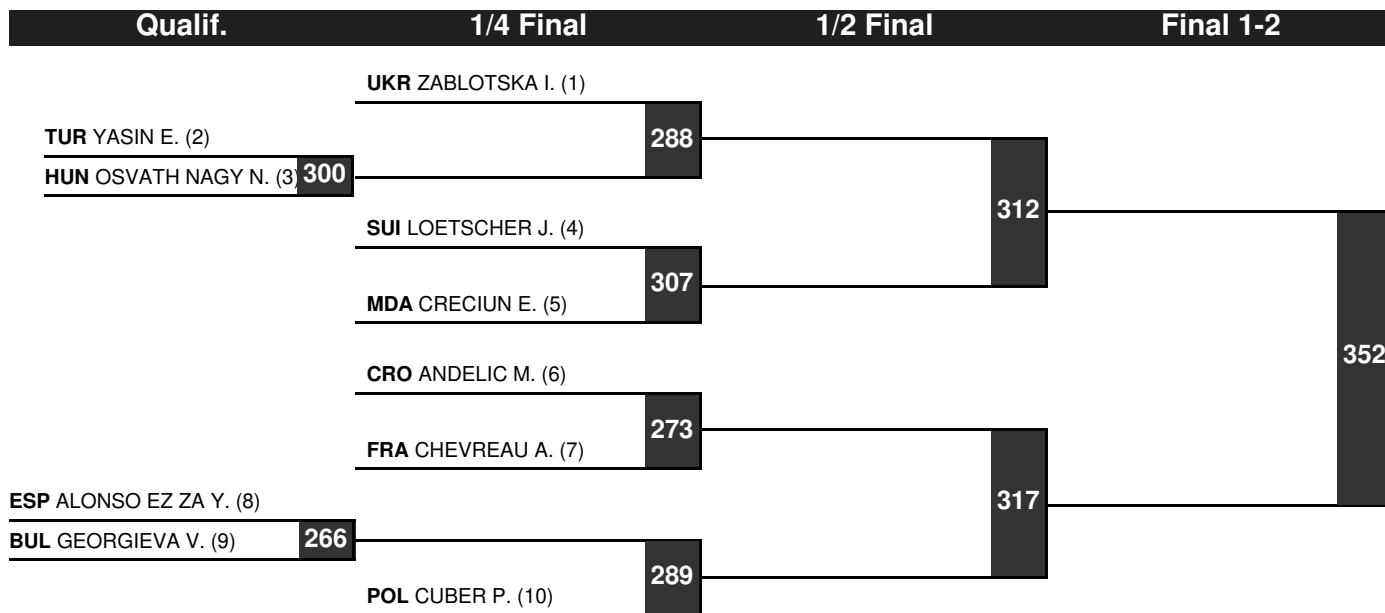 Qualif. 1/4 Final 1/2 Final Final 1-2
UKR ZABLOTSKA I. (1)
TUR YASIN E. (2)
288
HUN OSVATH NAGY N. (3) 300
312
SUI LOETSCHER J. (4)
307
MDA CRECIUN E. (5)
352
CRO ANDELIC M. (6)
273
FRA CHEVREAU A. (7)
317
ESP ALONSO EZ ZA Y. (8)
BUL GEORGIEVA V. (9) 266
289
POL CUBER P. (10)